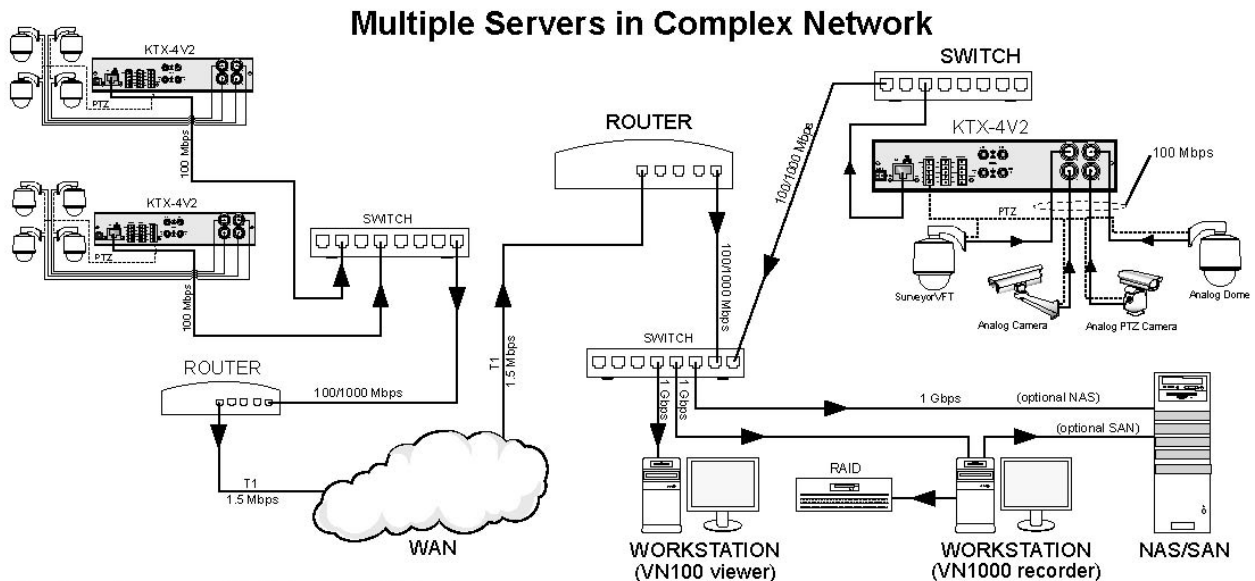 Multiple Servers in Complex Network
KTX-4V2
PTZ
100 Mbps
KTX-4V2
PTZ
100 Mbps
SWITCH
ROUTER
100/1000 Mbps
T1
1.5 Mbps
WAN
T1
1.5 Mbps
ROUTER
100/1000 Mbps
SWITCH
100/1000 Mbps
KTX-4V2
100 Mbps
PTZ
SurveyorVFT
Analog Camera
Analog PTZ Camera
Analog Dome
SWITCH
1 Gbps
1 Gbps
1 Gbps
(optional NAS)
(optional SAN)
RAID
WORKSTATION
(VN100 viewer)
WORKSTATION
(VN1000 recorder)
NAS/SAN